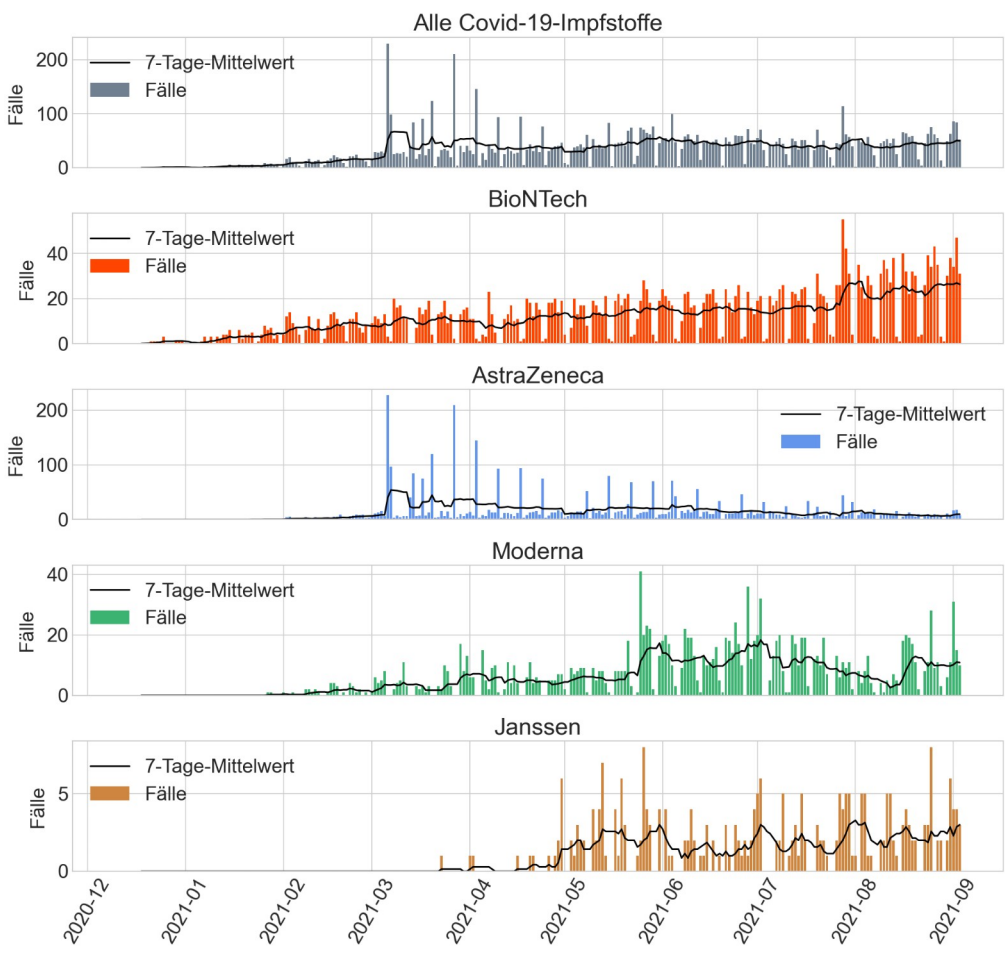 Alle Covid-19-Impfstoffe
Fälle
200
100
0
7-Tage-Mittelwert
Fälle
BioNTech
Fälle
40
20
0
7-Tage-Mittelwert
Fälle
AstraZeneca
Fälle
200
100
0
7-Tage-Mittelwert
Fälle
Moderna
Fälle
40
20
0
7-Tage-Mittelwert
Fälle
Janssen
Fälle
5
0
7-Tage-Mittelwert
Fälle
2020-12
2021-01
2021-02
2021-03
2021-04
2021-05
2021-06
2021-07
2021-08
2021-09